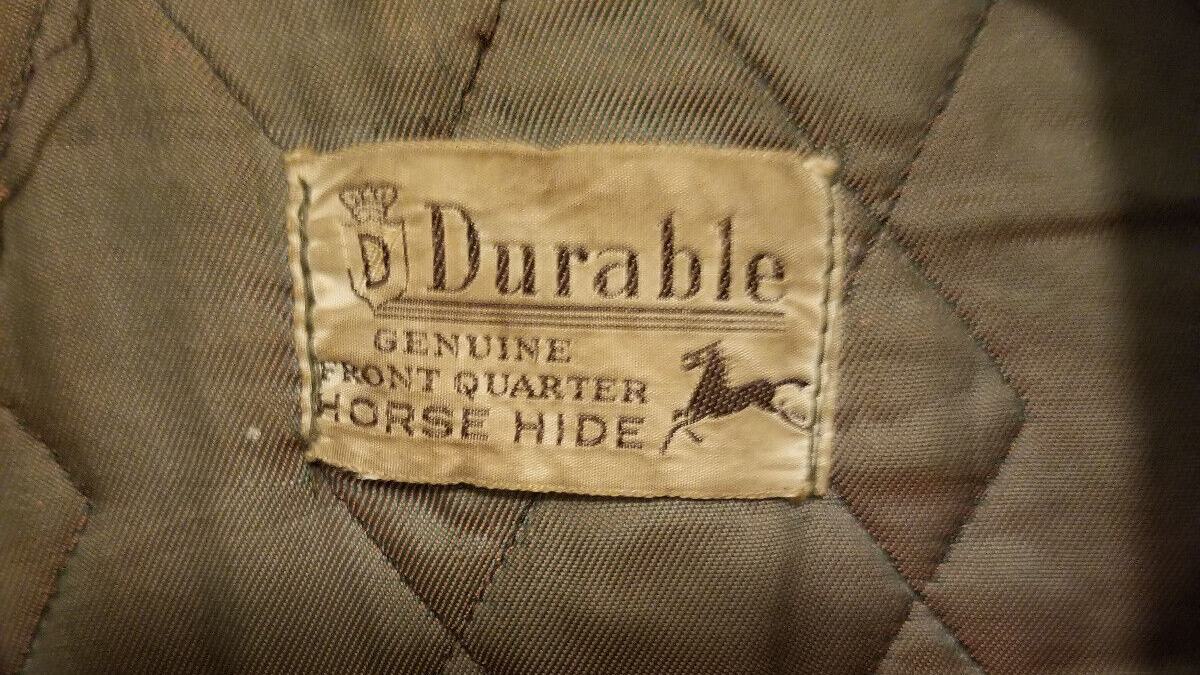 D Durable
GENUINE
FRONT QUARTER
HORSE HIDE